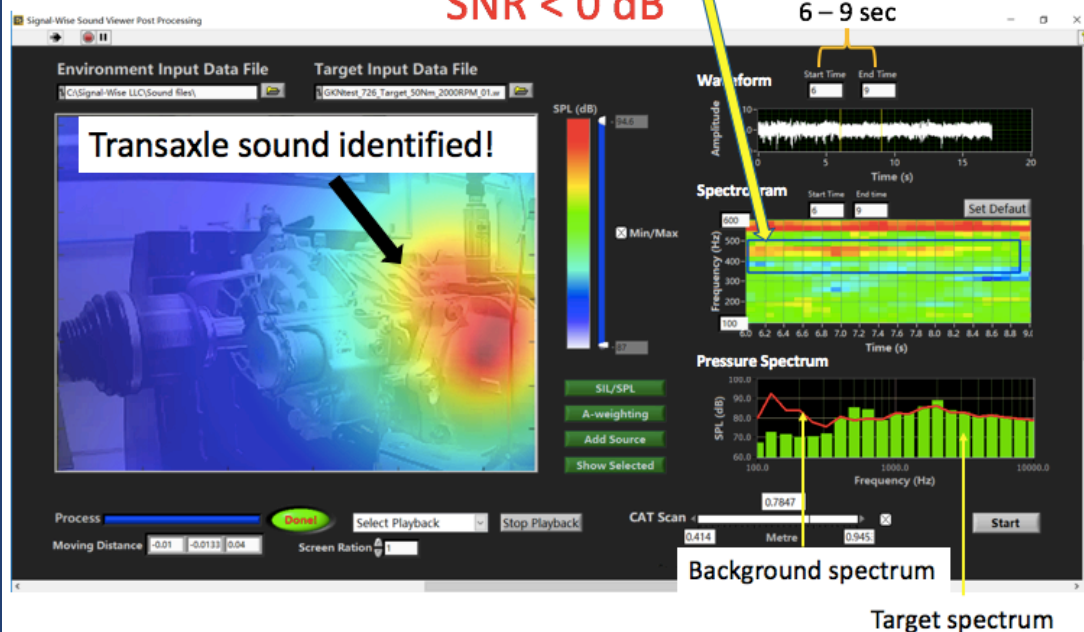 SNR < 0 dB
6 – 9 sec
Signal-Wise Sound Viewer Post Processing
Environment Input Data File
Target Input Data File
C:\Signal-Wise LLC\Sound files\
GKNtest_726_Target_50Nm_2000RPM_01.w
Transaxle sound identified!
SPL (dB)
94.6
Min/Max
87
Waveform
Start Time
End Time
6
9
Amplitude
10
0
0
5
10
15
20
Time (s)
Spectrogram
Start Time
End time
6
9
Set Defaut
Frequency (Hz)
600
500
400
300
200
100
6.0 6.2 6.4 6.6 6.8 7.0 7.2 7.4 7.6 7.8 8.0 8.2 8.4 8.6 8.8
Time (s)
Pressure Spectrum
SPL (dB)
100.0
90.0
80.0
70.0
60.0
100.0
1000.0
10000.0
Frequency (Hz)
SIL/SPL
A-weighting
Add Source
Show Selected
Process
Done!
Select Playback
Stop Playback
Moving Distance
-0.01
-0.0133
0.04
Screen Ration
1
CAT Scan
0.7847
0.414
Metre
0.945
Start
Background spectrum
Target spectrum